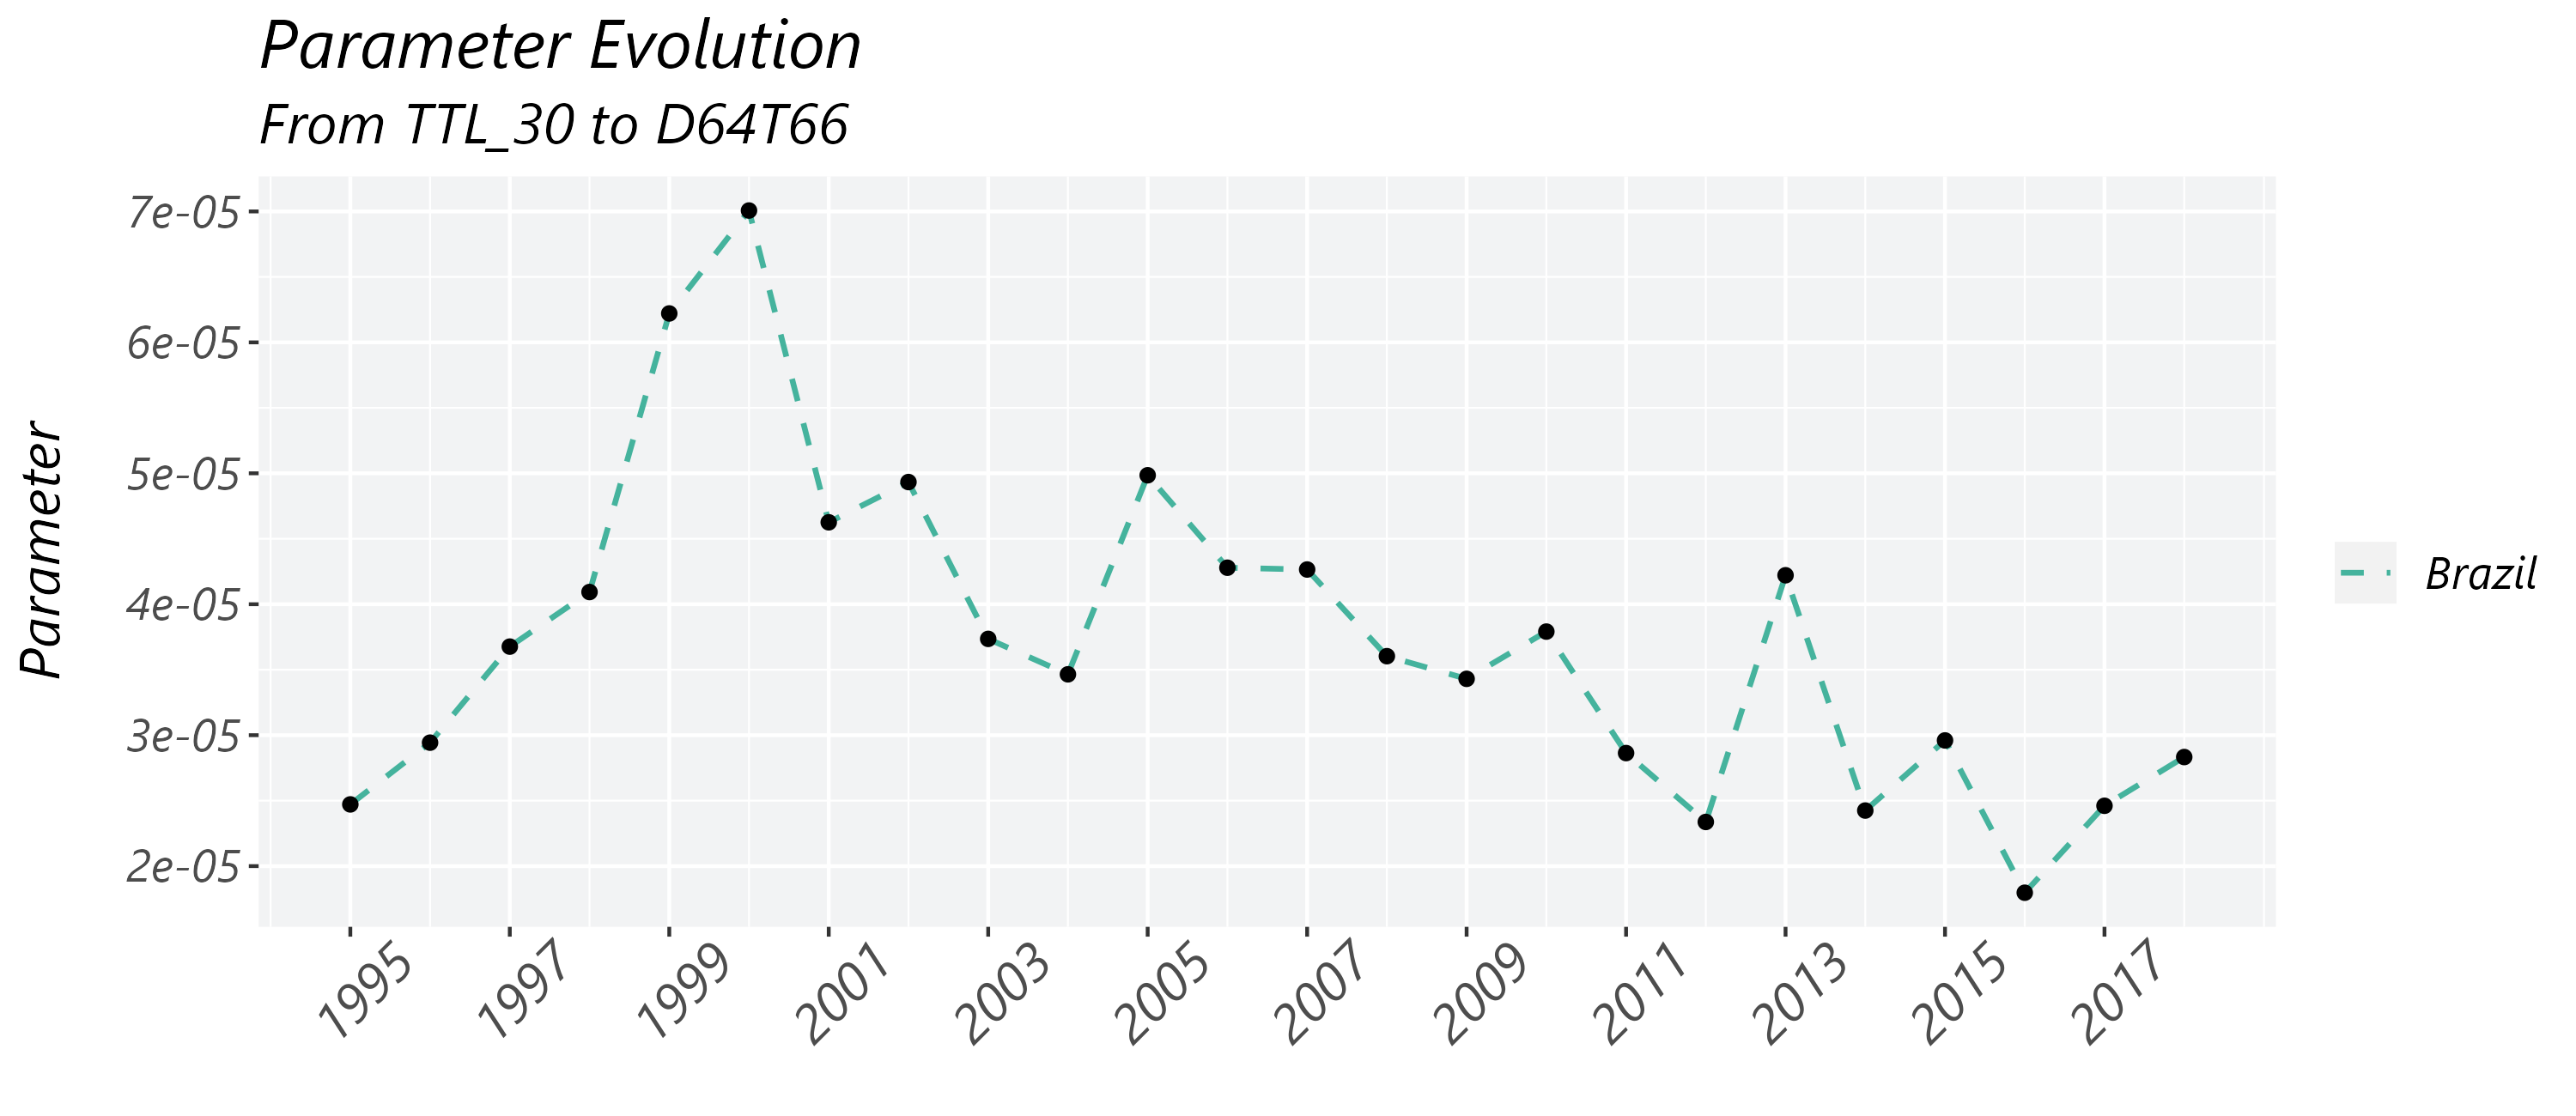 Parameter Evolution
From TTL_30 to D64T66
Parameter
7e-05
6e-05
5e-05
4e-05
3e-05
2e-05
1995
1997
1999
2001
2003
2005
2007
2009
2011
2013
2015
2017
Brazil